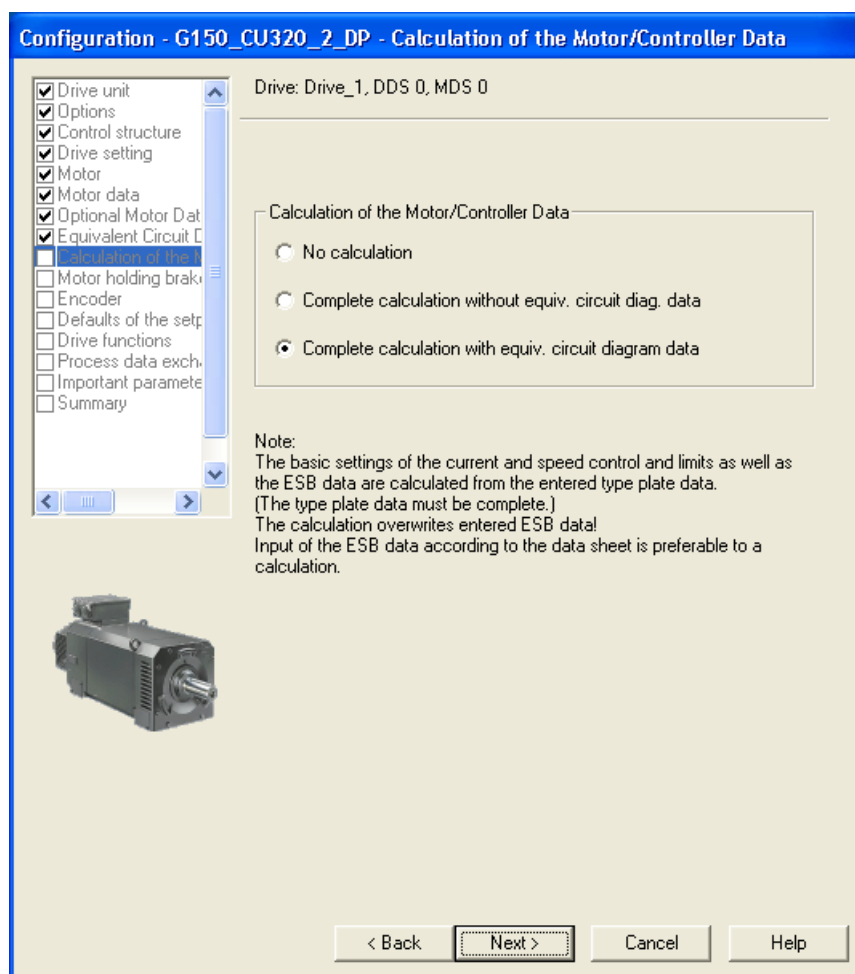 Configuration - G150_CU320_2_DP - Calculation of the Motor/Controller Data
Drive unit
Options
Control structure
Drive setting
Motor
Motor data
Optional Motor Dat
Equivalent Circuit D
Calculation of the M
Motor holding brak
Encoder
Defaults of the setp
Drive functions
Process data exch
Important paramete
Summary
Drive: Drive_1, DDS 0, MDS 0
Calculation of the Motor/Controller Data
No calculation
Complete calculation without equiv. circuit diag. data
Complete calculation with equiv. circuit diagram data
Note:
The basic settings of the current and speed control and limits as well as
the ESB data are calculated from the entered type plate data.
(The type plate data must be complete.)
The calculation overwrites entered ESB data!
Input of the ESB data according to the data sheet is preferable to a
calculation.
< Back
Next >
Cancel
Help